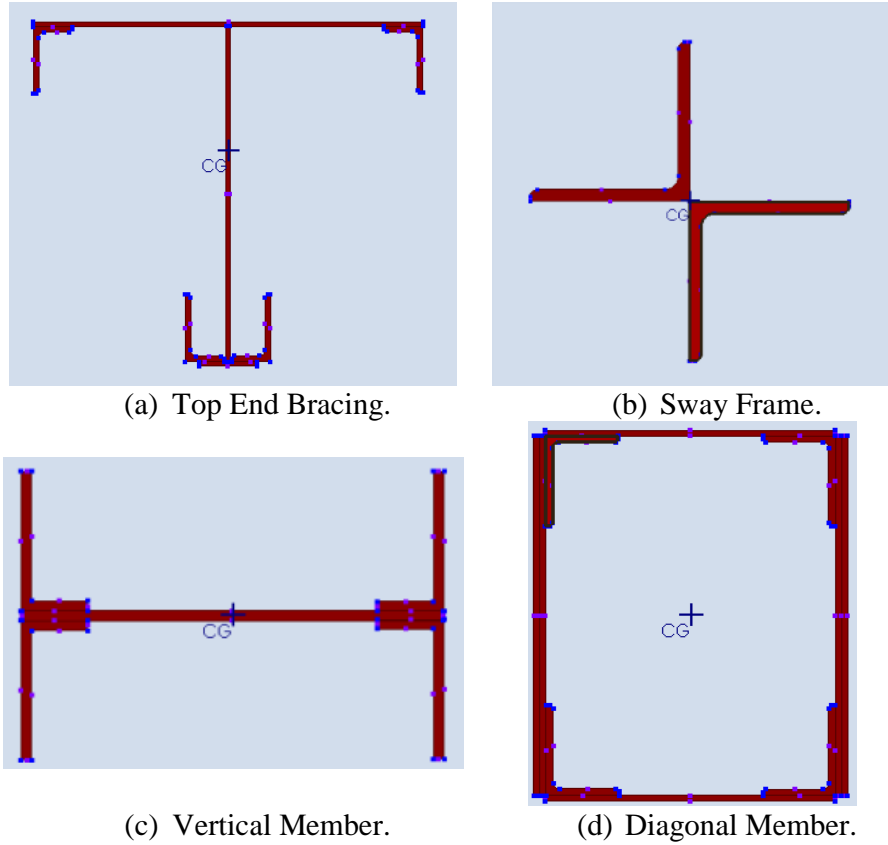 CG
CG
(a) Top End Bracing.
(b) Sway Frame.
CG
CG
(c) Vertical Member.
(d) Diagonal Member.